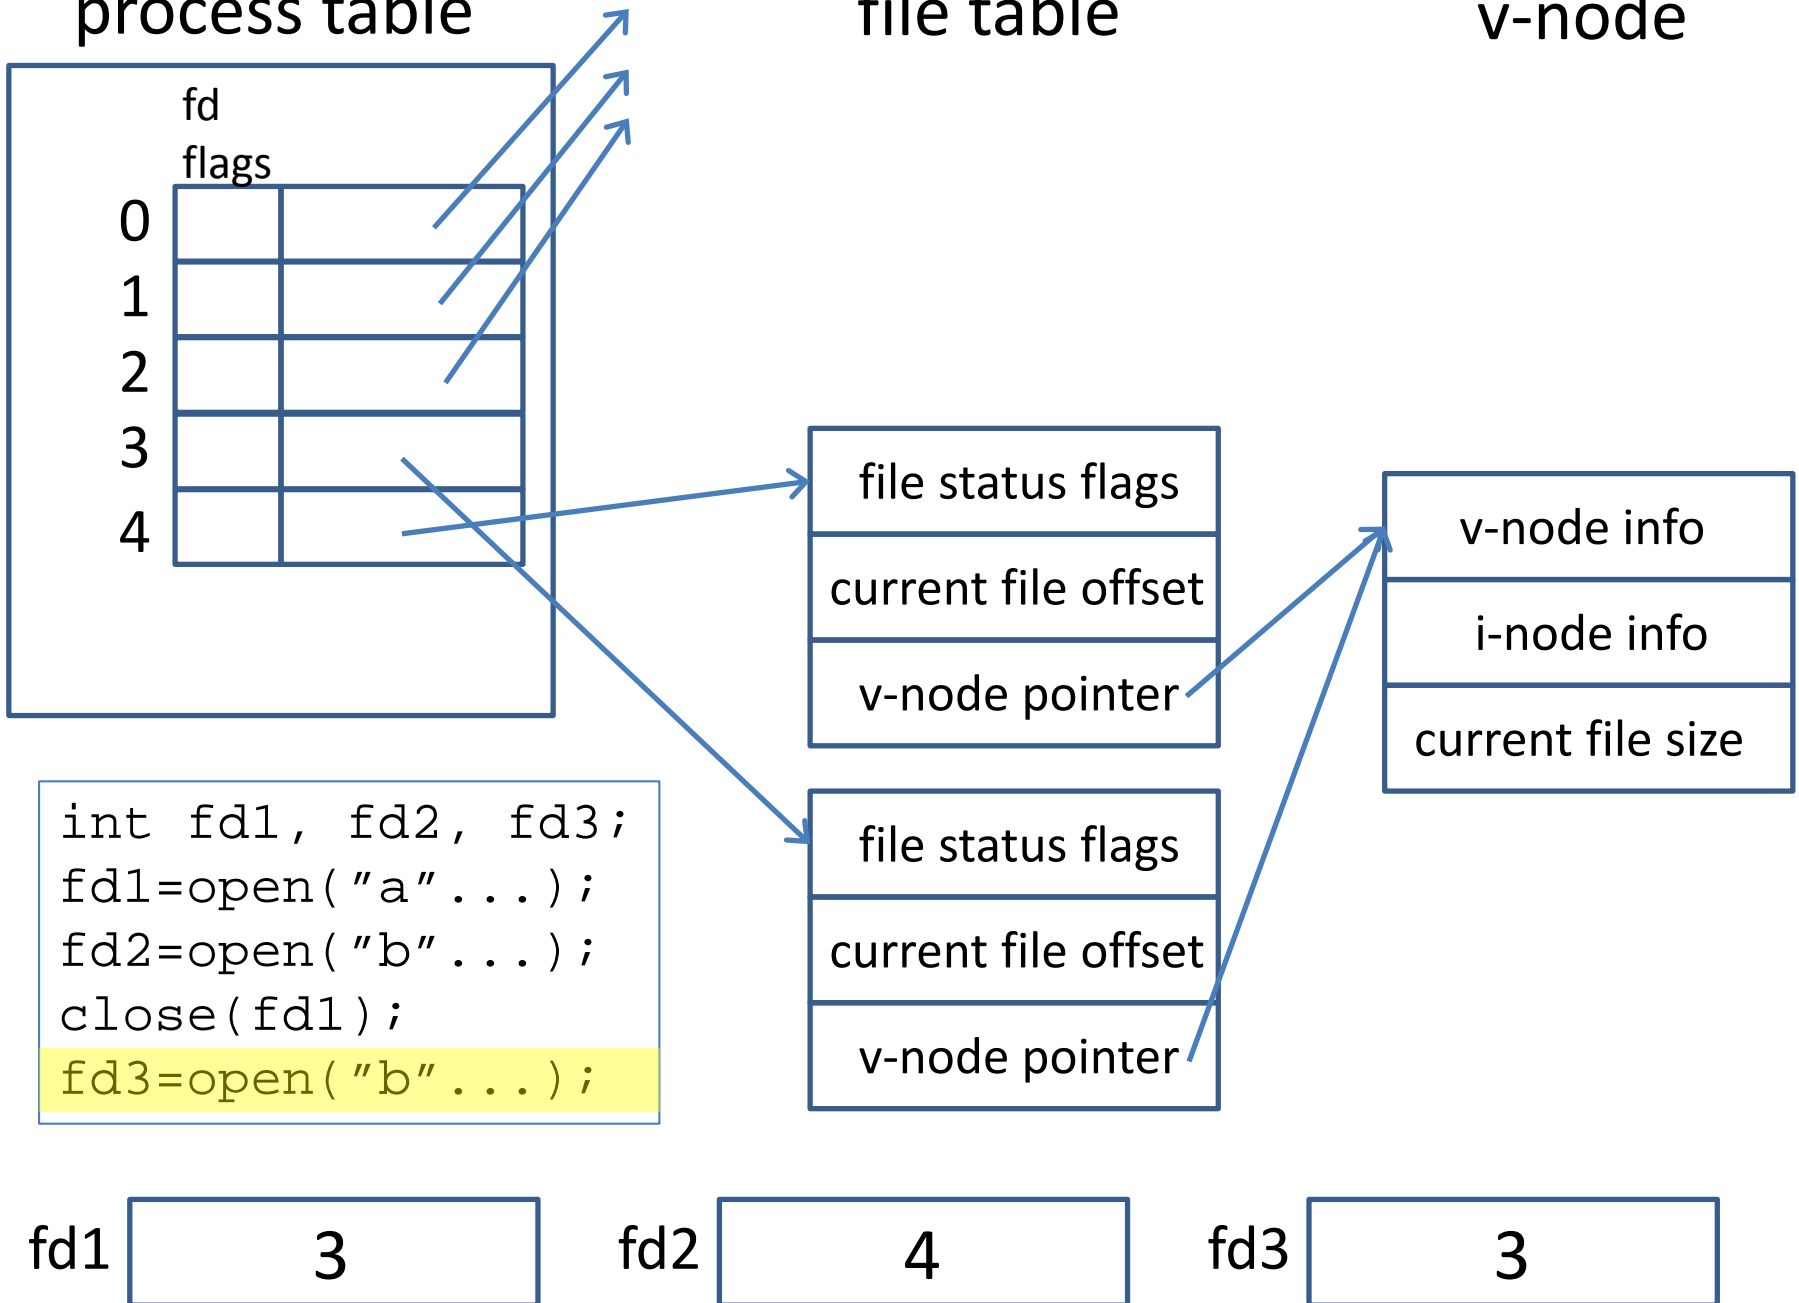 process table
file table
v-node
fd
flags
0
1
2
3
4
file status flags
current file offset
v-node pointer
v-node info
i-node info
current file size
file status flags
current file offset
v-node pointer
int fd1, fd2, fd3;
fd1=open(”a”...);
fd2=open(”b”...);
close(fd1);
fd3=open(”b”...);
fd1 3
fd2 4
fd3 3